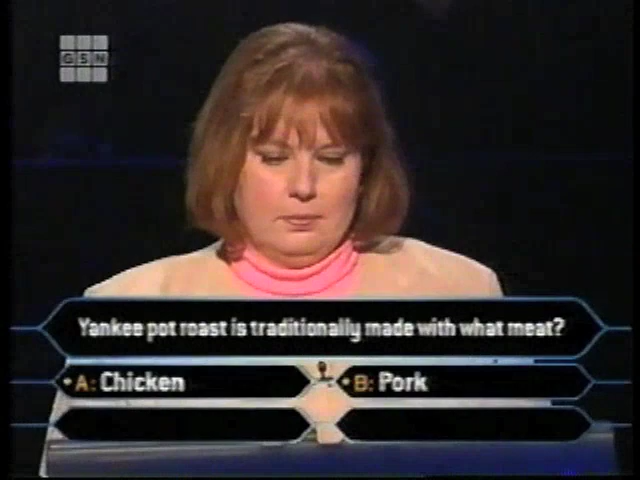 GSN
Yankee pot roast is traditionally made with what meat?
A: Chicken
B: Pork